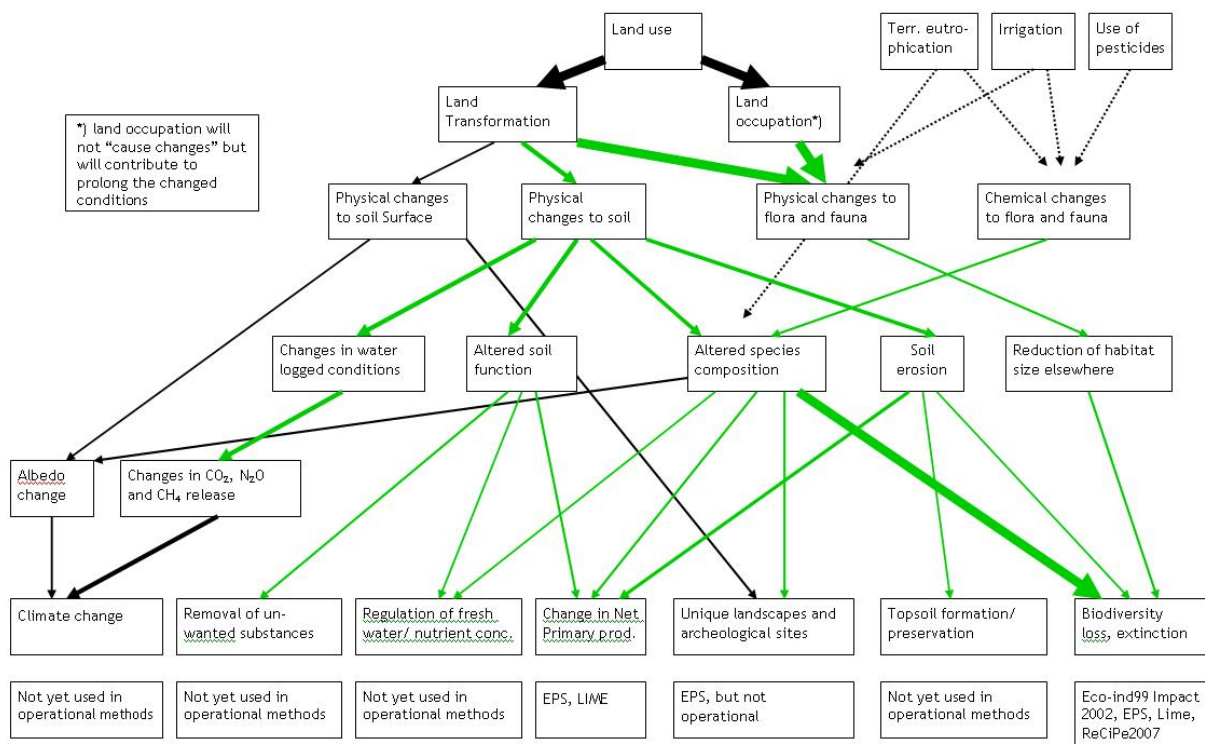 Land use
Terr. eutro-
phication
Irrigation
Use of
pesticides
Land
Transformation
Land
occupation*)
*) land occupation will
not “cause changes” but
will contribute to
prolong the changed
conditions
Physical changes
to soil Surface
Physical
changes to soil
Physical changes to
flora and fauna
Chemical changes
to flora and fauna
Changes in water
logged conditions
Altered soil
function
Altered species
composition
Soil
erosion
Reduction of habitat
size elsewhere
Albedo
change
Changes in CO₂, N₂O
and CH₄ release
Climate change
Removal of un-
wanted substances
Regulation of fresh
water/ nutrient conc.
Change in Net
Primary prod.
Unique landscapes and
archeological sites
Topsoil formation/
preservation
Biodiversity
loss, extinction
Not yet used in
operational methods
Not yet used in
operational methods
Not yet used in
operational methods
EPS, LIME
EPS, but not
operational
Not yet used in
operational methods
Eco-ind99 Impact
2002, EPS, Lime,
ReCiPe2007